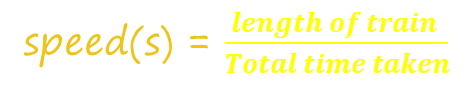 speed(s) = length of train
Total time taken